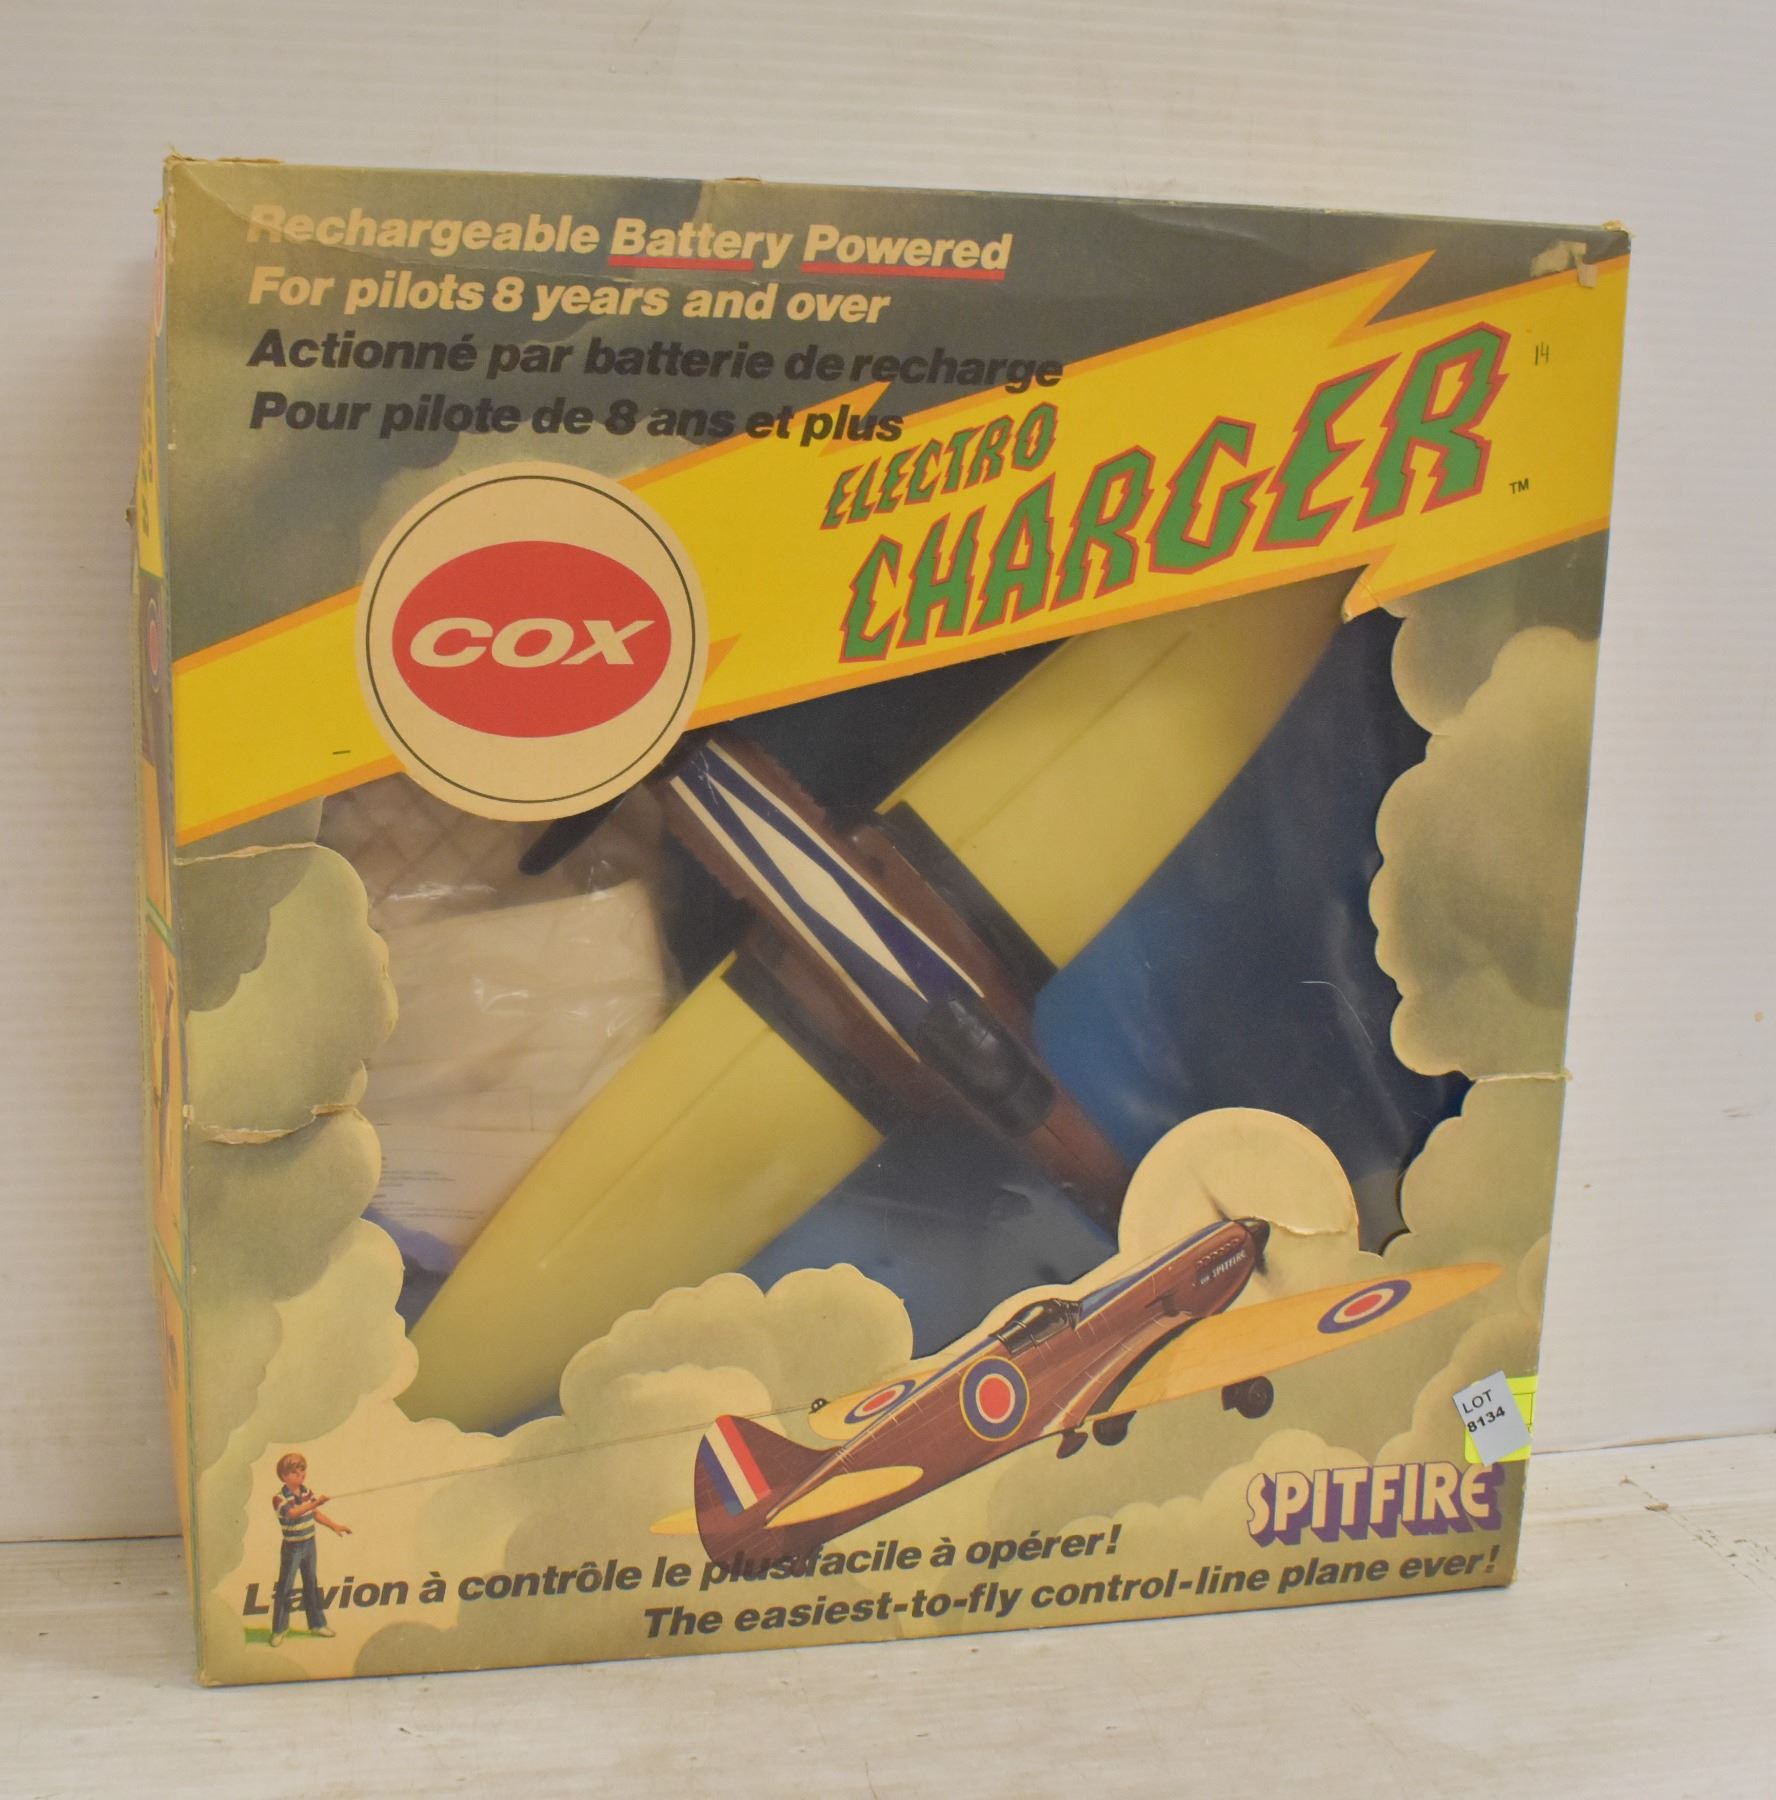 Rechargeable Battery Powered
For pilots 8 years and over
Actionné par batterie de recharge
Pour pilote de 8 ans et plus
ELECTRO
CHARGER
TM
14
COX
SPITFIRE
LOT
8134
SPITFIRE
L'avion à contrôle le plus facile à opérer!
The easiest-to-fly control-line plane ever!